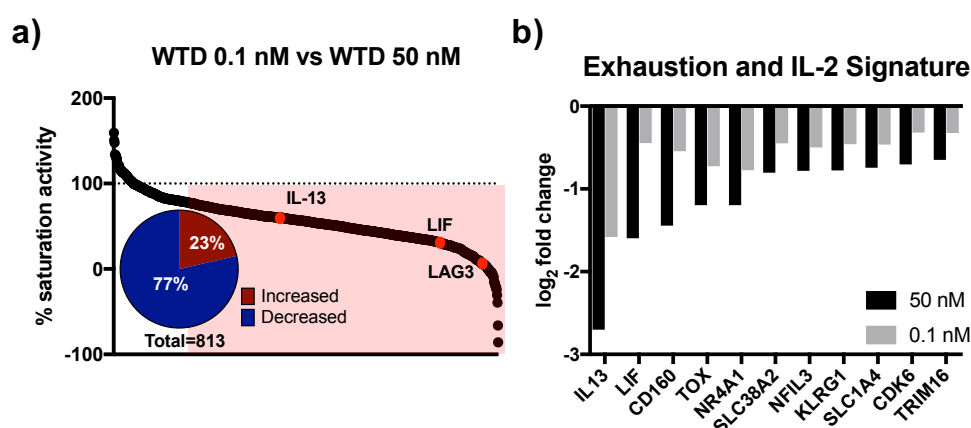 a)
WTD 0.1 nM vs WTD 50 nM
% saturation activity
200
100
0
-100
IL-13
LIF
LAG3
23%
77%
Increased
Decreased
Total=813
b)
Exhaustion and IL-2 Signature
log2 fold change
0
-1
-2
-3
50 nM
0.1 nM
IL13
LIF
CD160
TOX
NR4A1
SLC38A2
NFIL3
KLRG1
SLC1A4
CDK6
TRIM16